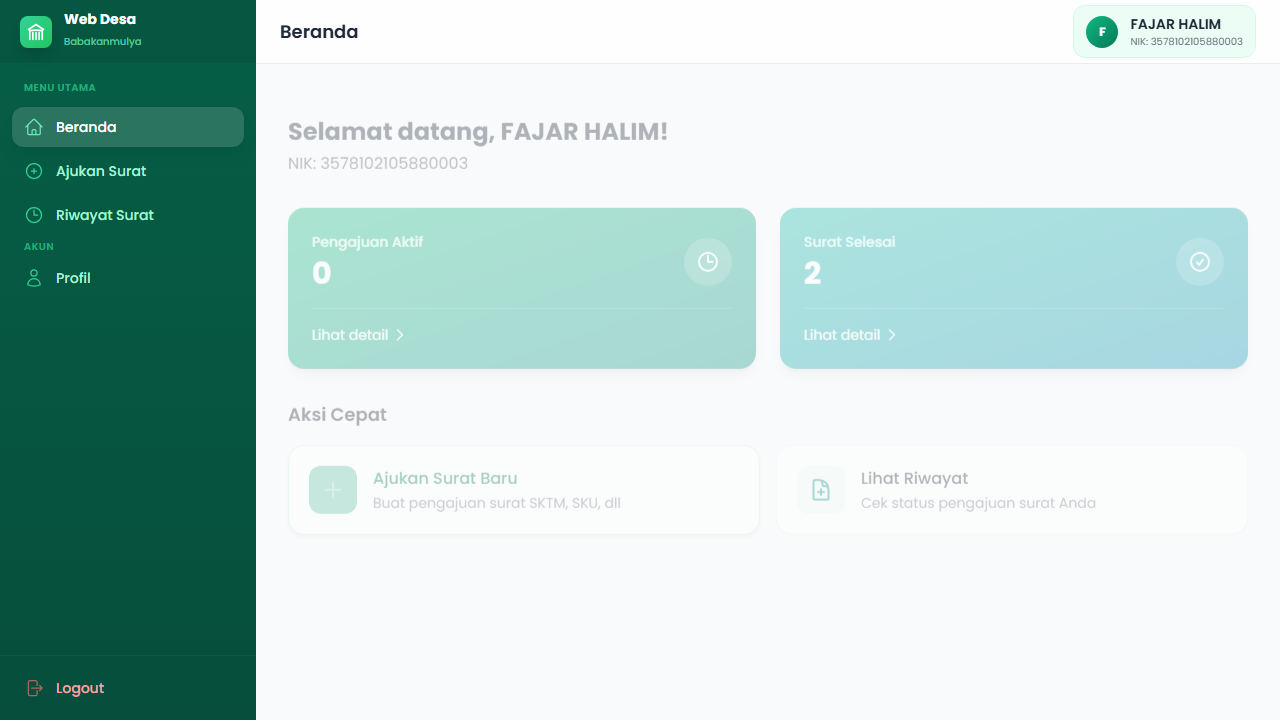 Web Desa
Babakanmulya
MENU UTAMA
Beranda
Ajukan Surat
Riwayat Surat
AKUN
Profil
Logout
Beranda
F
FAJAR HALIM
NIK: 3578102105880003
Selamat datang, FAJAR HALIM!
NIK: 3578102105880003
Pengajuan Aktif
0
Lihat detail
Surat Selesai
2
Lihat detail
Aksi Cepat
Ajukan Surat Baru
Buat pengajuan surat SKTM, SKU, dll
Lihat Riwayat
Cek status pengajuan surat Anda